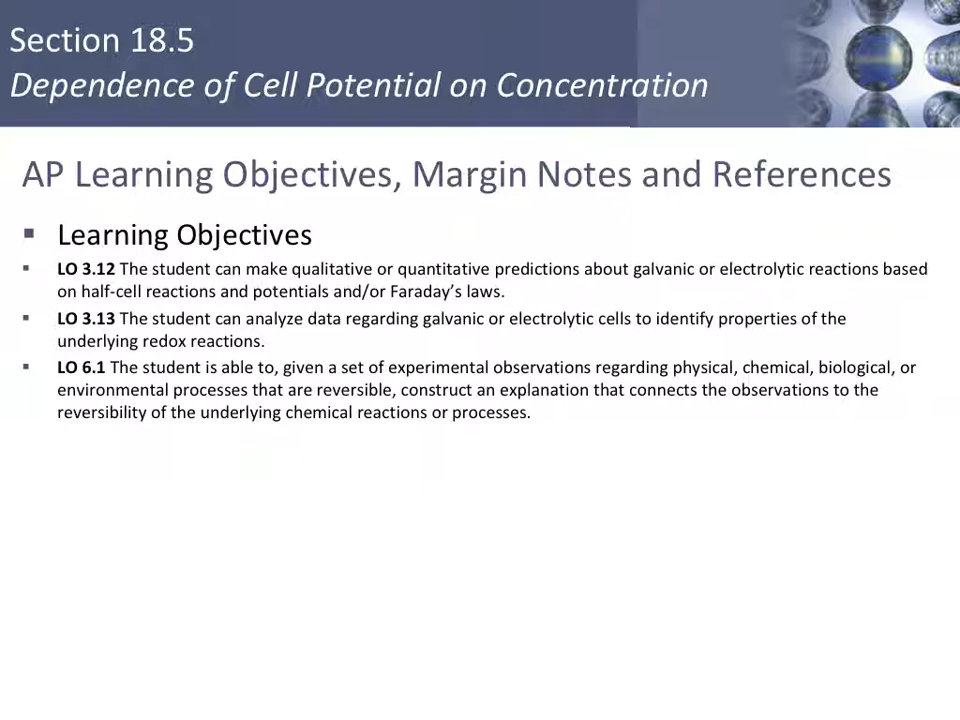 Section 18.5
Dependence of Cell Potential on Concentration
AP Learning Objectives, Margin Notes and References
▪ Learning Objectives
▪ LO 3.12 The student can make qualitative or quantitative predictions about galvanic or electrolytic reactions based
on half-cell reactions and potentials and/or Faraday’s laws.
▪ LO 3.13 The student can analyze data regarding galvanic or electrolytic cells to identify properties of the
underlying redox reactions.
▪ LO 6.1 The student is able to, given a set of experimental observations regarding physical, chemical, biological, or
environmental processes that are reversible, construct an explanation that connects the observations to the
reversibility of the underlying chemical reactions or processes.